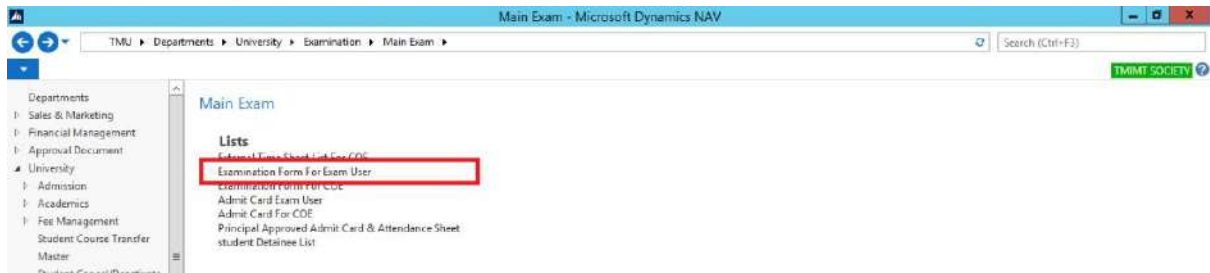 Main Exam - Microsoft Dynamics NAV
TMU ▸ Departments ▸ University ▸ Examination ▸ Main Exam ▸
Search (Ctrl+F3)
TMIMT SOCIETY
Departments
Sales & Marketing
Financial Management
Approval Document
University
Admission
Academics
Fee Management
Student Course Transfer
Master
Main Exam
Lists
External Time Sheet List For COE
Examination Form For Exam User
Examination Form For COE
Admit Card Exam User
Admit Card For COE
Principal Approved Admit Card & Attendance Sheet
student Detainee List